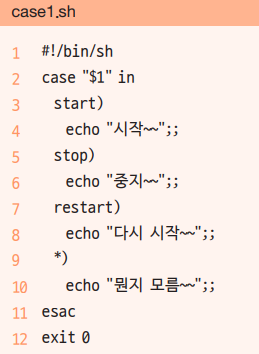 case1.sh
1 #!/bin/sh
2 case "$1" in
3 start)
4 echo "시작~~";;
5 stop)
6 echo "중지~~";;
7 restart)
8 echo "다시 시작~~";;
9 *)
10 echo "뭔지 모름~~";;
11 esac
12 exit 0